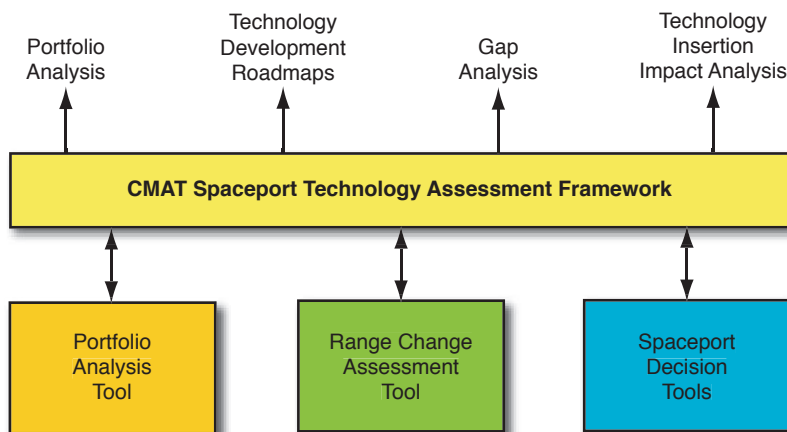 Portfolio
Analysis
Technology
Development
Roadmaps
Gap
Analysis
Technology
Insertion
Impact Analysis
CMAT Spaceport Technology Assessment Framework
Portfolio
Analysis
Tool
Range Change
Assessment
Tool
Spaceport
Decision
Tools